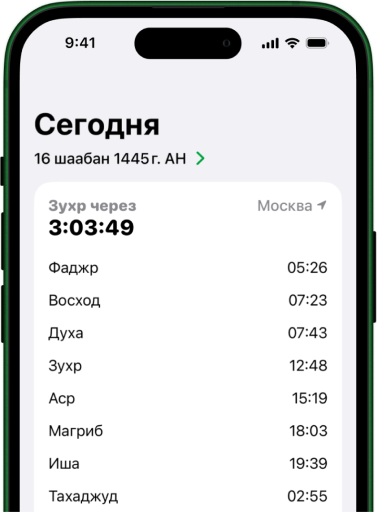 9:41
Сегодня
16 шаабан 1445 г. AH
Зухр через Москва
3:03:49
Фаджр 05:26
Восход 07:23
Духа 07:43
Зухр 12:48
Аср 15:19
Магриб 18:03
Иша 19:39
Тахаджуд 02:55